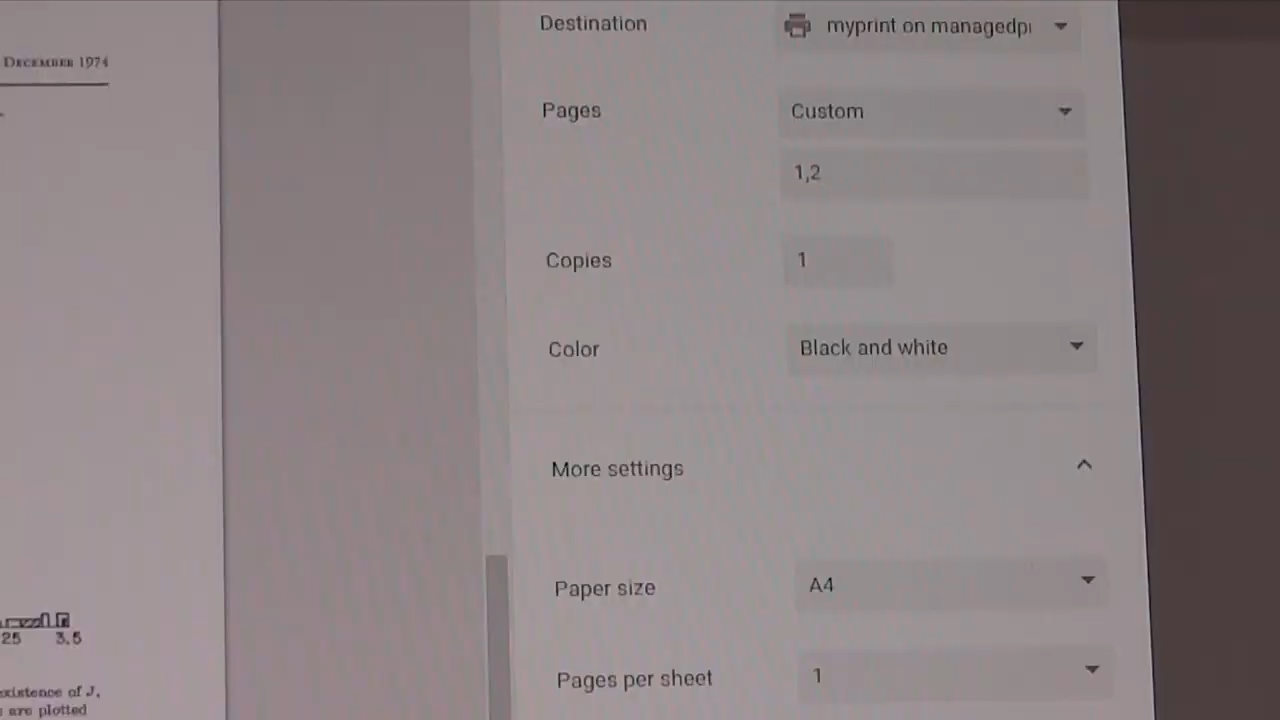 DECEMBER 1974
25 3.5
existence of J,
are plotted
Destination myprint on managedpr
Pages Custom
1,2
Copies 1
Color Black and white
More settings
Paper size A4
Pages per sheet 1